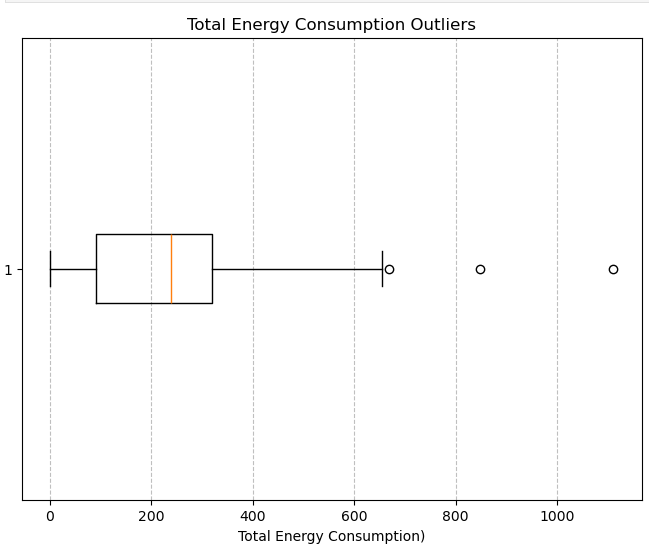 Total Energy Consumption Outliers
1
0 200 400 600 800 1000
Total Energy Consumption)